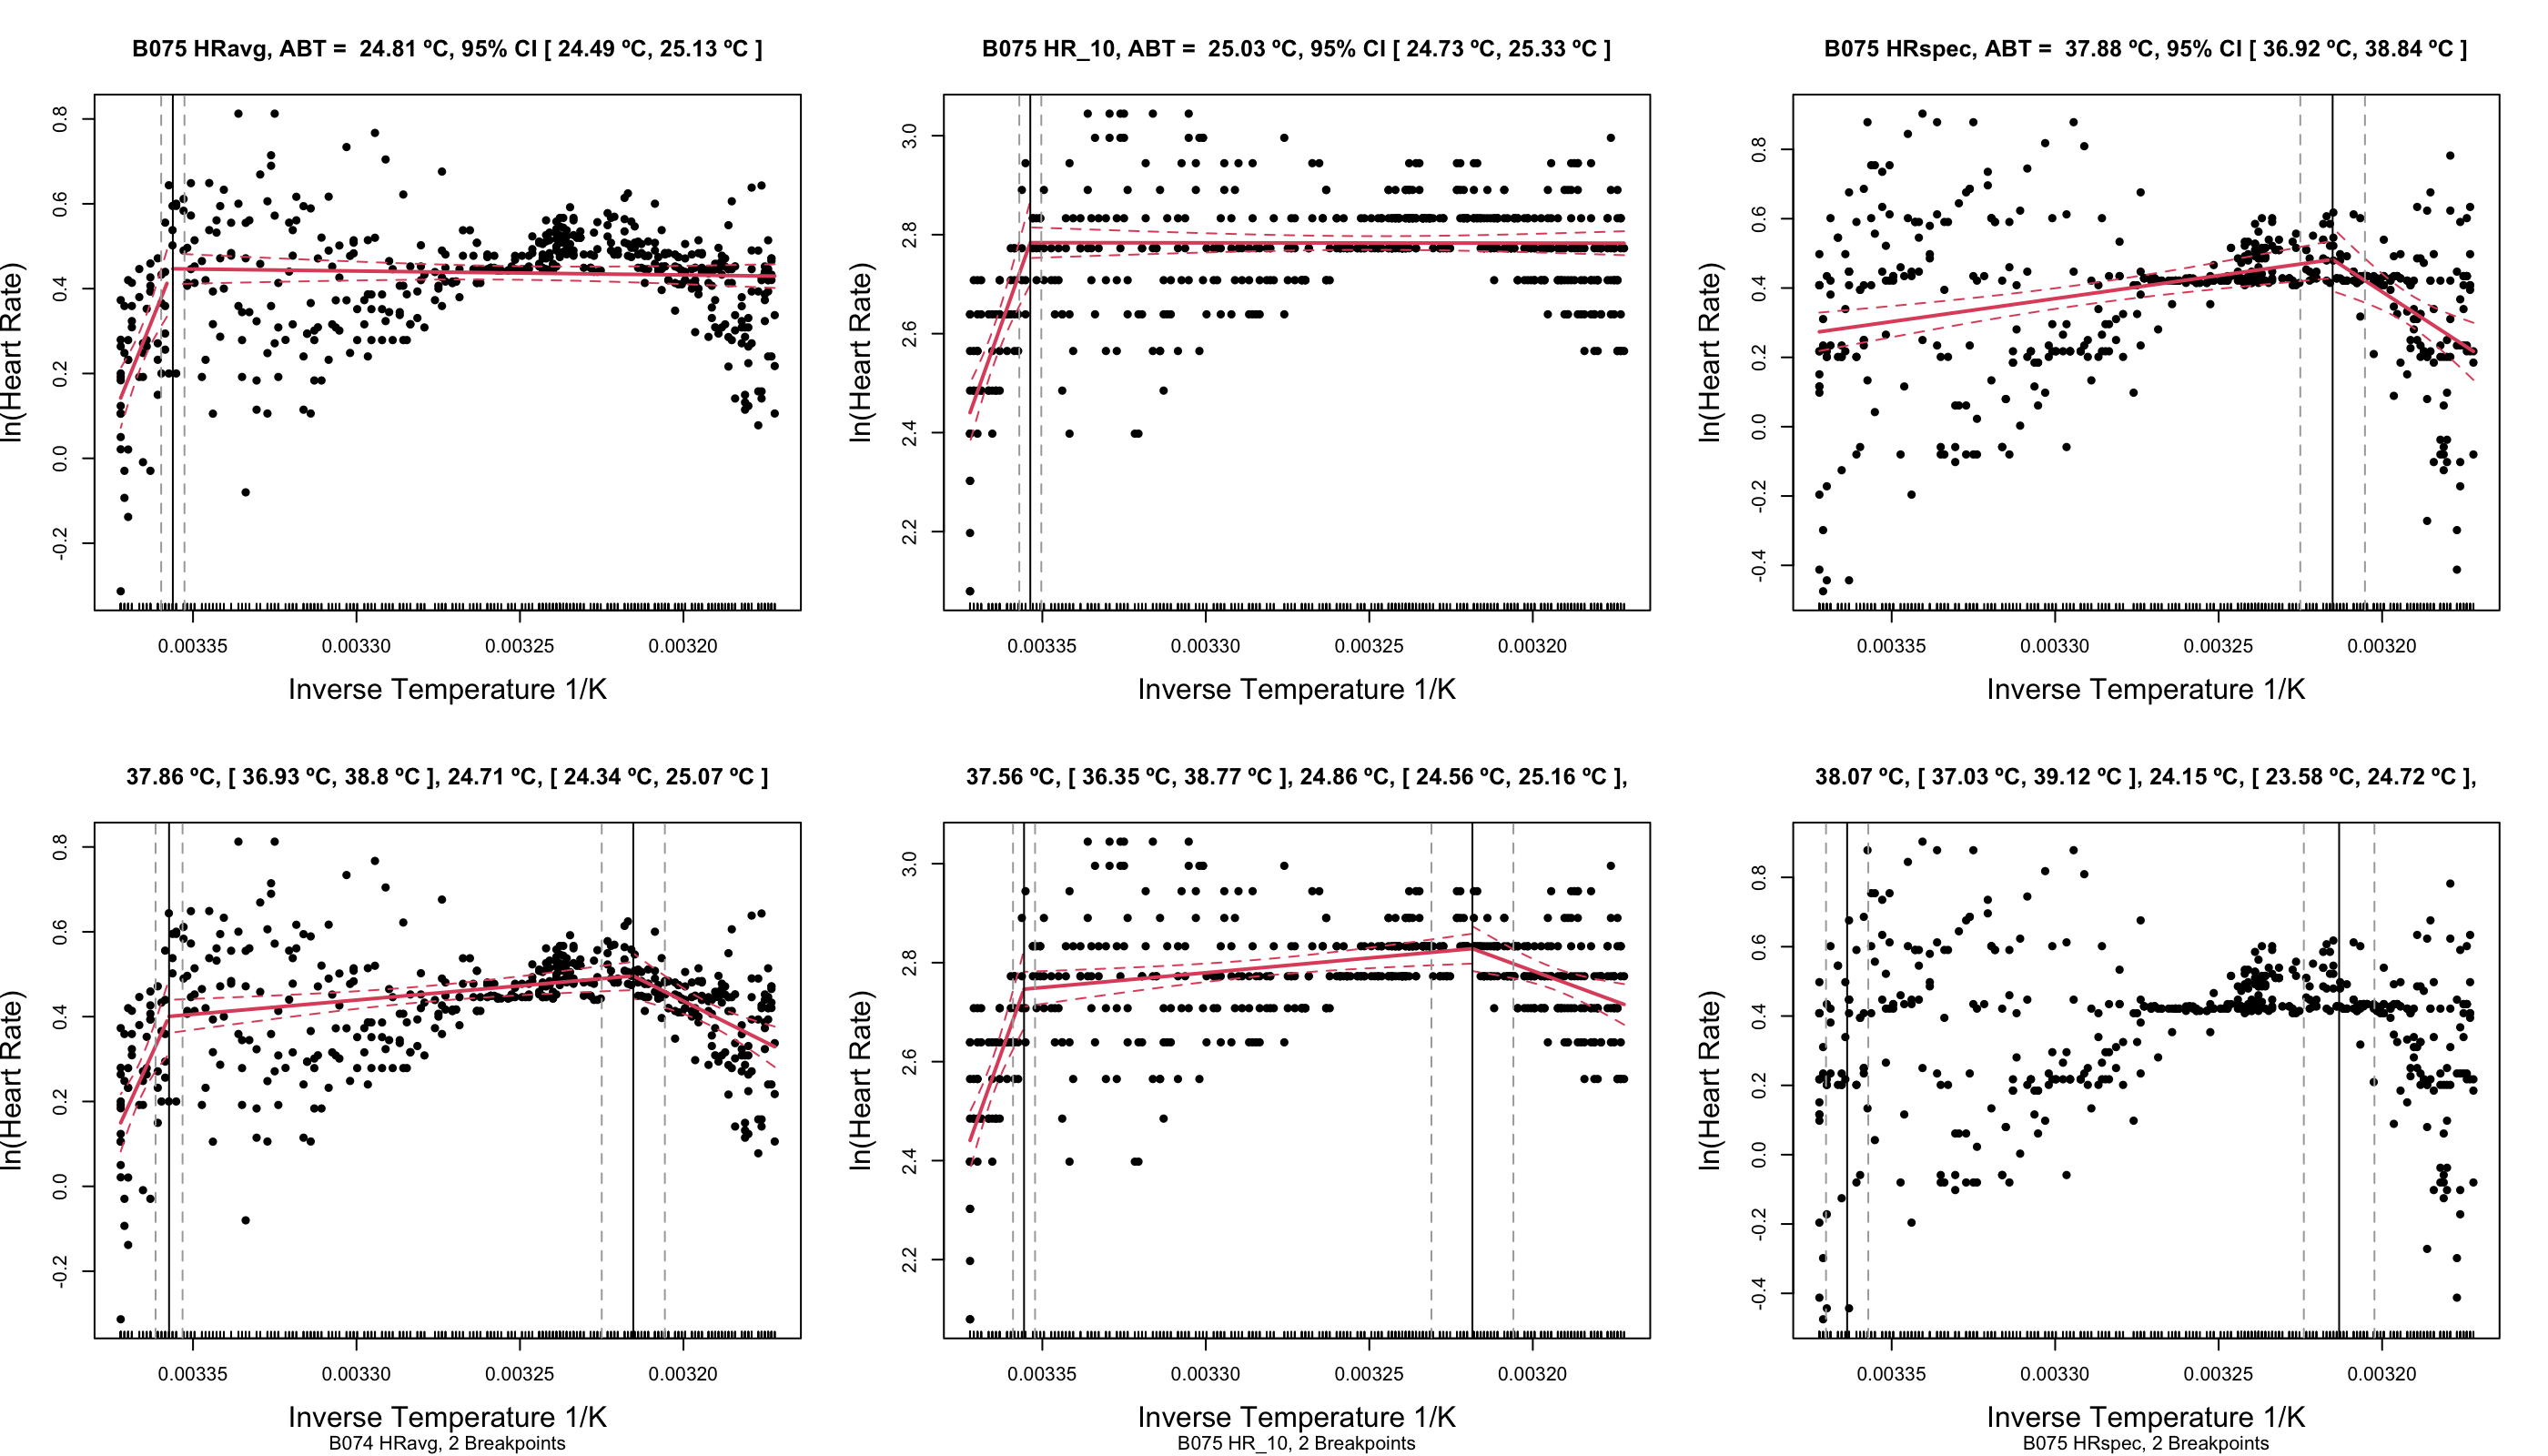 B075 HRavg, ABT =  24.81 ºC, 95% CI [ 24.49 ºC, 25.13 ºC ]
ln(Heart Rate)
0.8
0.6
0.4
0.2
0.0
-0.2
0.00335 0.00330 0.00325 0.00320
Inverse Temperature 1/K
B075 HR_10, ABT =  25.03 ºC, 95% CI [ 24.73 ºC, 25.33 ºC ]
ln(Heart Rate)
3.0
2.8
2.6
2.4
2.2
0.00335 0.00330 0.00325 0.00320
Inverse Temperature 1/K
B075 HRspec, ABT =  37.88 ºC, 95% CI [ 36.92 ºC, 38.84 ºC ]
ln(Heart Rate)
0.8
0.6
0.4
0.2
0.0
-0.2
-0.4
0.00335 0.00330 0.00325 0.00320
Inverse Temperature 1/K
37.86 ºC, [ 36.93 ºC, 38.8 ºC ], 24.71 ºC, [ 24.34 ºC, 25.07 ºC ]
ln(Heart Rate)
0.8
0.6
0.4
0.2
0.0
-0.2
0.00335 0.00330 0.00325 0.00320
Inverse Temperature 1/K
B074 HRavg, 2 Breakpoints
37.56 ºC, [ 36.35 ºC, 38.77 ºC ], 24.86 ºC, [ 24.56 ºC, 25.16 ºC ],
ln(Heart Rate)
3.0
2.8
2.6
2.4
2.2
0.00335 0.00330 0.00325 0.00320
Inverse Temperature 1/K
B075 HR_10, 2 Breakpoints
38.07 ºC, [ 37.03 ºC, 39.12 ºC ], 24.15 ºC, [ 23.58 ºC, 24.72 ºC ],
ln(Heart Rate)
0.8
0.6
0.4
0.2
0.0
-0.2
-0.4
0.00335 0.00330 0.00325 0.00320
Inverse Temperature 1/K
B075 HRspec, 2 Breakpoints